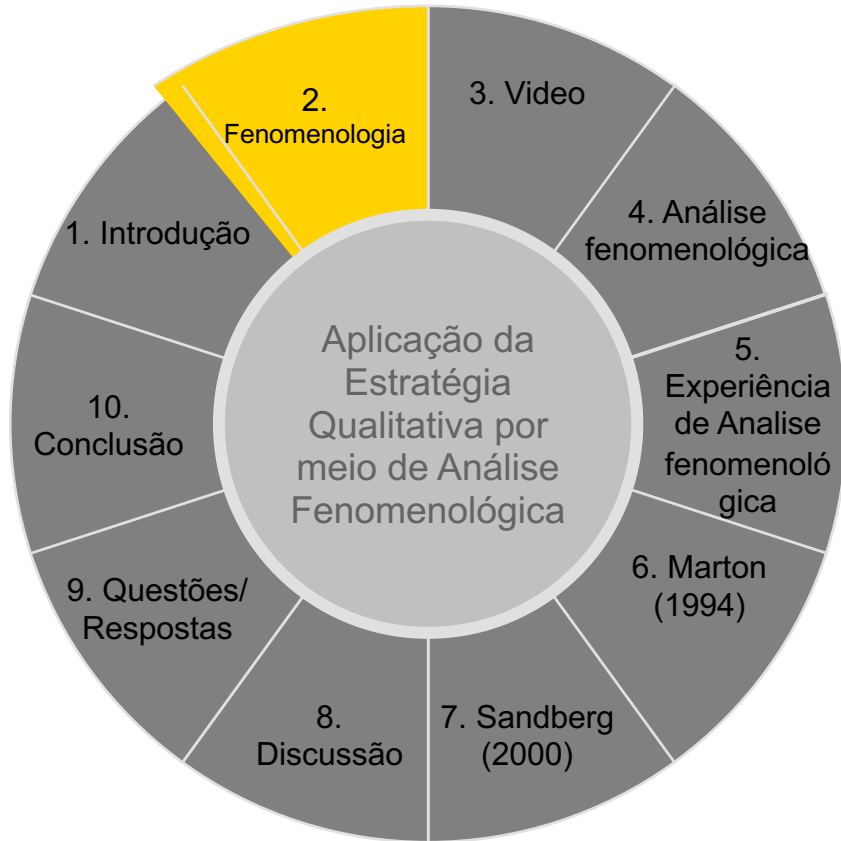 Aplicação da
Estratégia
Qualitativa por
meio de Análise
Fenomenológica
1. Introdução
2.
Fenomenologia
3. Video
4. Análise
fenomenológica
5.
Experiência
de Analise
fenomenoló
gica
6. Marton
(1994)
7. Sandberg
(2000)
8.
Discussão
9. Questões/
Respostas
10.
Conclusão